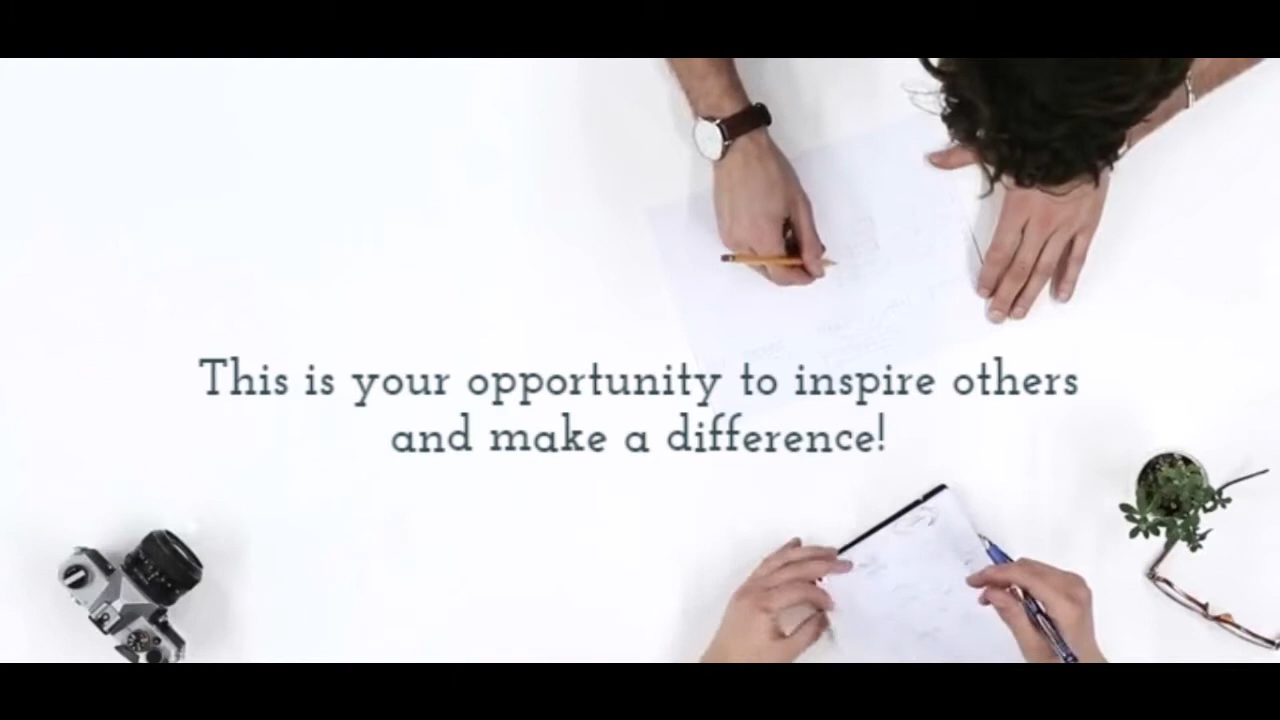 This is your opportunity to inspire others
and make a difference!